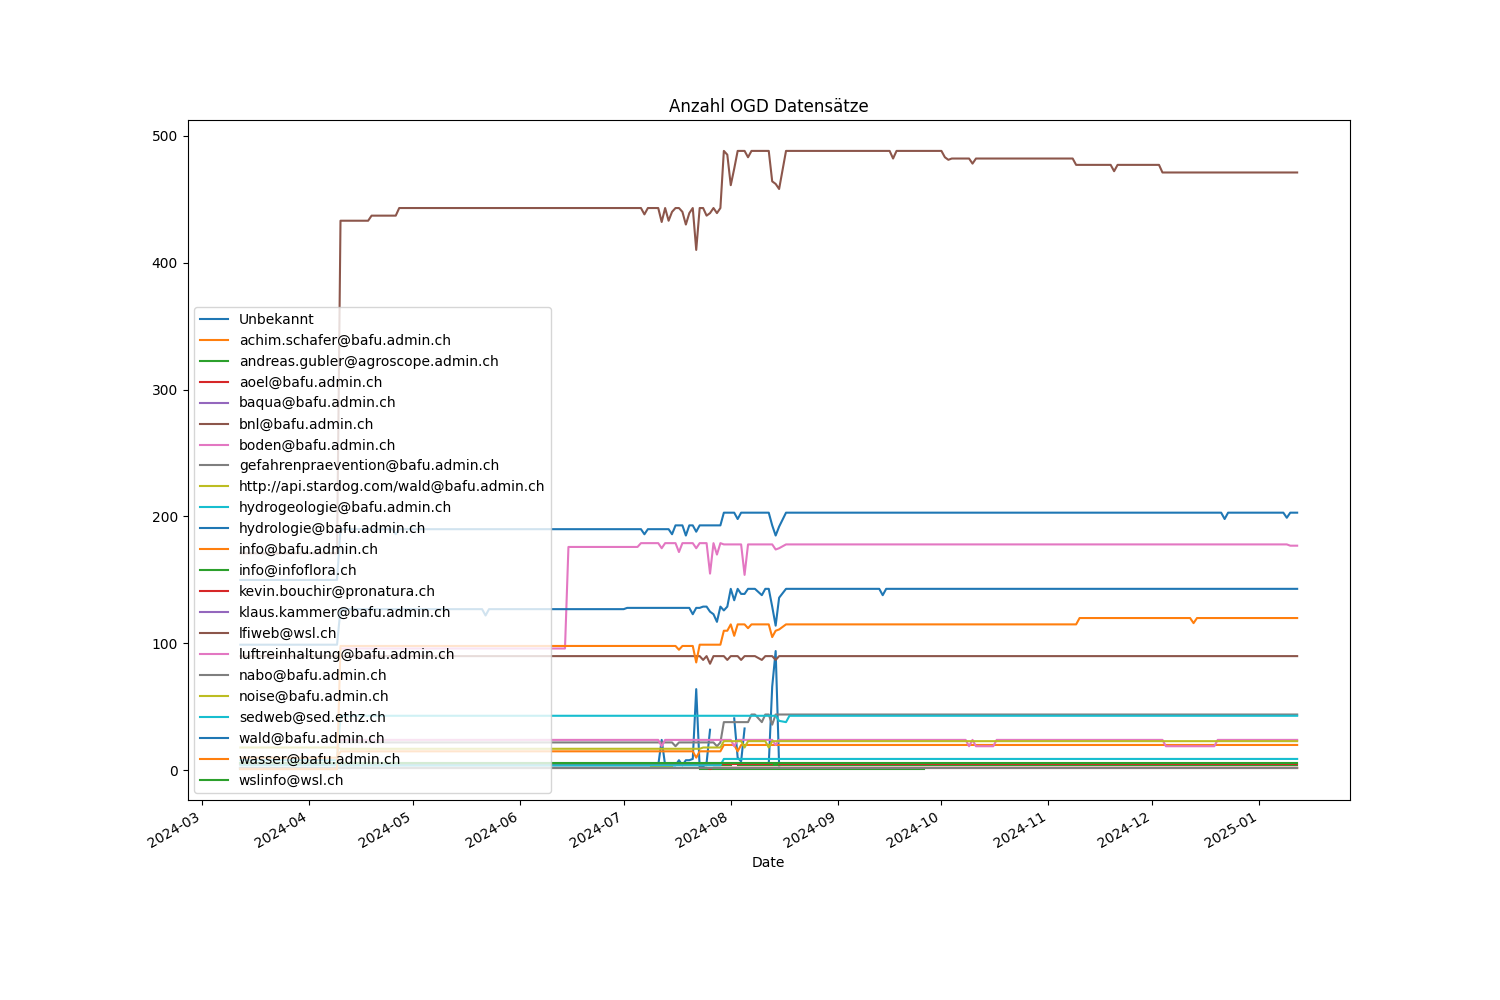 Anzahl OGD Datensätze
500
400
300
200
100
0
Unbekannt
achim.schafer@bafu.admin.ch
andreas.gubler@agroscope.admin.ch
aoel@bafu.admin.ch
baqua@bafu.admin.ch
bnl@bafu.admin.ch
boden@bafu.admin.ch
gefahrenpraevention@bafu.admin.ch
http://api.stardog.com/wald@bafu.admin.ch
hydrogeologie@bafu.admin.ch
hydrologie@bafu.admin.ch
info@bafu.admin.ch
info@infoflora.ch
kevin.bouchir@pronatura.ch
klaus.kammer@bafu.admin.ch
lfiweb@wsl.ch
luftreinhaltung@bafu.admin.ch
nabo@bafu.admin.ch
noise@bafu.admin.ch
sedweb@sed.ethz.ch
wald@bafu.admin.ch
wasser@bafu.admin.ch
wslinfo@wsl.ch
2024-03
2024-04
2024-05
2024-06
2024-07
2024-08
2024-09
2024-10
2024-11
2024-12
2025-01
Date